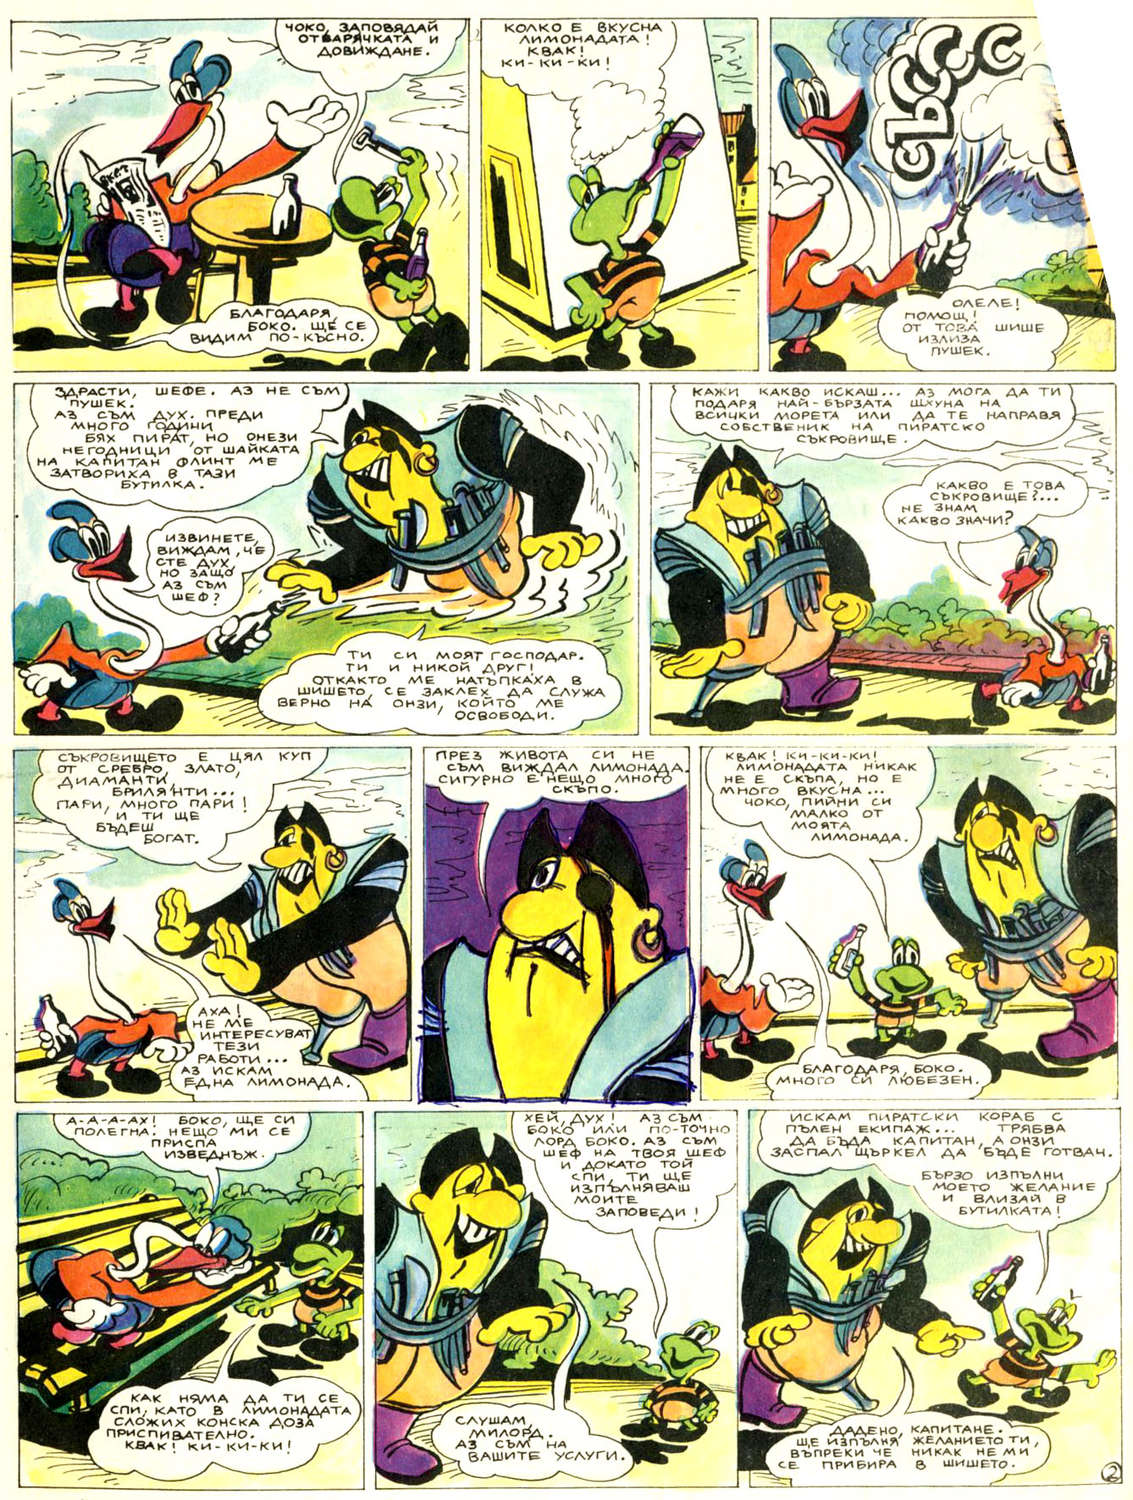 ЧОКО, ЗАПОВЯДАЙ
ОТВАРЯЧКАТА И
ДОВИЖДАНЕ.
БЛАГОДАРЯ,
БОКО. ЩЕ СЕ
ВИДИМ ПО-КЪСНО.
КОЛКО Е ВКУСНА
ЛИМОНАДАТА!
КВАК!
КИ-КИ-КИ!
СЪССС
ОЛЕЛЕ!
ПОМОЩ!
ОТ ТОВА ШИШЕ
ИЗЛИЗА
ПУШЕК.
ЗДРАСТИ, ШЕФЕ. АЗ НЕ СЪМ
ПУШЕК.
АЗ СЪМ ДУХ. ПРЕДИ
МНОГО ГОДИНИ
БЯХ ПИРАТ, НО ОНЕЗИ
НЕГОДНИЦИ ОТ ШАЙКАТА
НА КАПИТАН ФЛИНТ МЕ
ЗАТВОРИХА В ТАЗИ
БУТИЛКА.
ИЗВИНЕТЕ,
ВИЖДАМ, ЧЕ
СТЕ ДУХ,
НО ЗАЩО
АЗ СЪМ
ШЕФ?
ТИ СИ МОЯТ ГОСПОДАР.
ТИ И НИКОЙ ДРУГ!
ОТКАКТО МЕ НАТЪПКАХА В
ШИШЕТО, СЕ ЗАКЛЕХ ДА СЛУЖА
ВЕРНО НА ОНЗИ, КОЙТО МЕ
ОСВОБОДИ.
КАЖИ КАКВО ИСКАШ... АЗ МОГА ДА ТИ
ПОДАРЯ НАЙ-БЪРЗАТА ШХУНА НА
ВСИЧКИ МОРЕТА ИЛИ ДА ТЕ НАПРАВЯ
СОБСТВЕНИК НА ПИРАТСКО
СЪКРОВИЩЕ.
КАКВО Е ТОВА
СЪКРОВИЩЕ?...
НЕ ЗНАМ
КАКВО ЗНАЧИ?
СЪКРОВИЩЕТО Е ЦЯЛ КУП
ОТ СРЕБРО, ЗЛАТО,
ДИАМАНТИ,
БРИЛЯНТИ...
ПАРИ, МНОГО ПАРИ!
И ТИ ЩЕ
БЪДЕШ
БОГАТ.
АХА!
НЕ МЕ
ИНТЕРЕСУВАТ
ТЕЗИ
РАБОТИ...
АЗ ИСКАМ
ЕДНА ЛИМОНАДА.
ПРЕЗ ЖИВОТА СИ НЕ
СЪМ ВИЖДАЛ ЛИМОНАДА.
СИГУРНО Е НЕЩО МНОГО
СКЪПО.
КВАК! КИ-КИ-КИ!
ЛИМОНАДАТА НИКАК
НЕ Е СКЪПА, НО Е
МНОГО ВКУСНА...
ЧОКО, ПИЙНИ СИ
МАЛКО ОТ
МОЯТА
ЛИМОНАДА.
БЛАГОДАРЯ, БОКО.
МНОГО СИ ЛЮБЕЗЕН.
А-А-А-АХ! БОКО, ЩЕ СИ
ПОЛЕГНА. НЕЩО МИ СЕ
ПРИСПА
ИЗВЕДНЪЖ.
КАК НЯМА ДА ТИ СЕ
СПИ, КАТО В ЛИМОНАДАТА
СЛОЖИХ КОНСКА ДОЗА
ПРИСПИВАТЕЛНО.
КВАК! КИ-КИ-КИ!
ХЕЙ, ДУХ! АЗ СЪМ
БОКО ИЛИ ПО-ТОЧНО
ЛОРД БОКО. АЗ СЪМ
ШЕФ НА ТВОЯ ШЕФ
И ДОКАТО ТОЙ
СПИ, ТИ ЩЕ
ИЗПЪЛНЯВАШ
МОИТЕ
ЗАПОВЕДИ!
СЛУШАМ,
МИЛОРД.
АЗ СЪМ НА
ВАШИТЕ УСЛУГИ.
ИСКАМ ПИРАТСКИ КОРАБ С
ПЪЛЕН ЕКИПАЖ... ТРЯБВА
ДА БЪДА КАПИТАН, А ОНЗИ
ЗАСПАЛ ЩЪРКЕЛ ДА БЪДЕ ГОТВАЧ.
БЪРЗО ИЗПЪЛНИ
МОЕТО ЖЕЛАНИЕ
И ВЛИЗАЙ В
БУТИЛКАТА!
ДАДЕНО, КАПИТАНЕ.
ЩЕ ИЗПЪЛНЯ ЖЕЛАНИЕТО ТИ,
ВЪПРЕКИ ЧЕ НИКАК НЕ МИ
СЕ ПРИБИРА В ШИШЕТО.
2